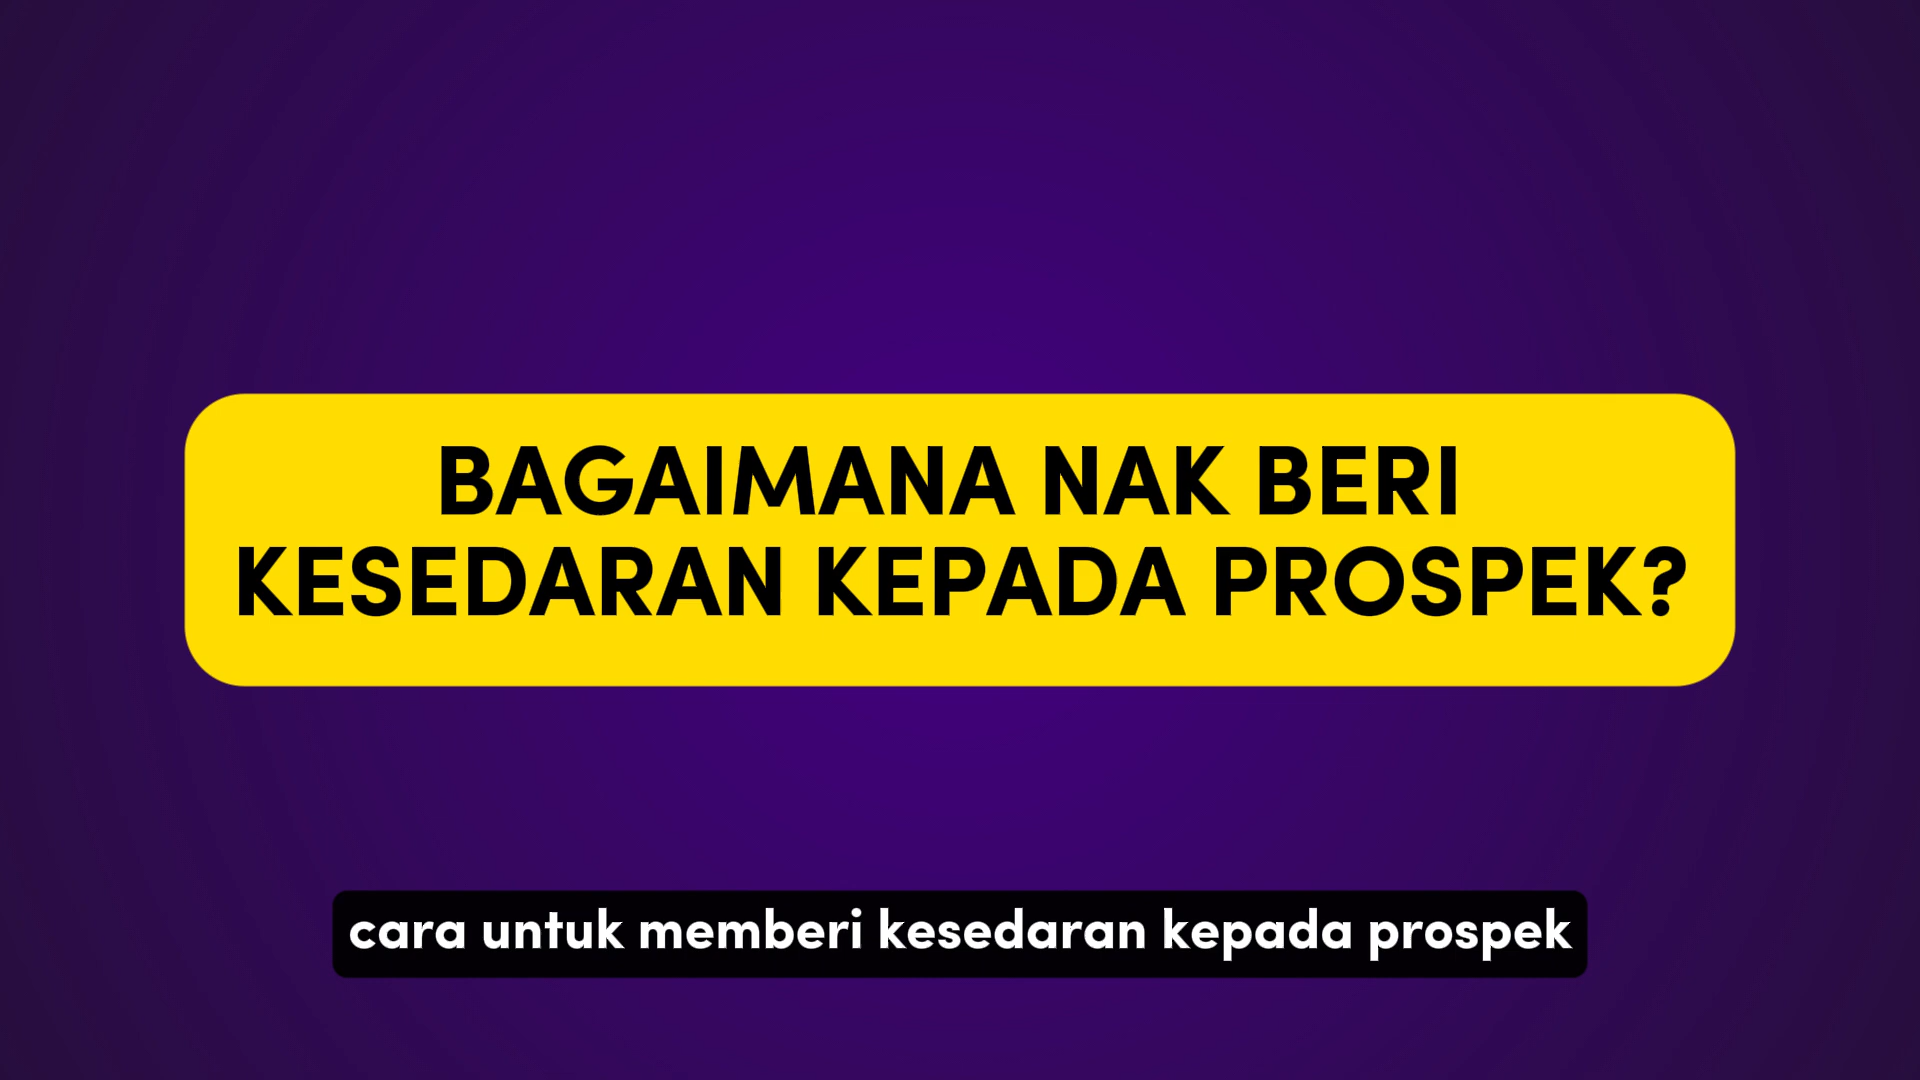 BAGAIMANA NAK BERI
KESEDARAN KEPADA PROSPEK?
cara untuk memberi kesedaran kepada prospek